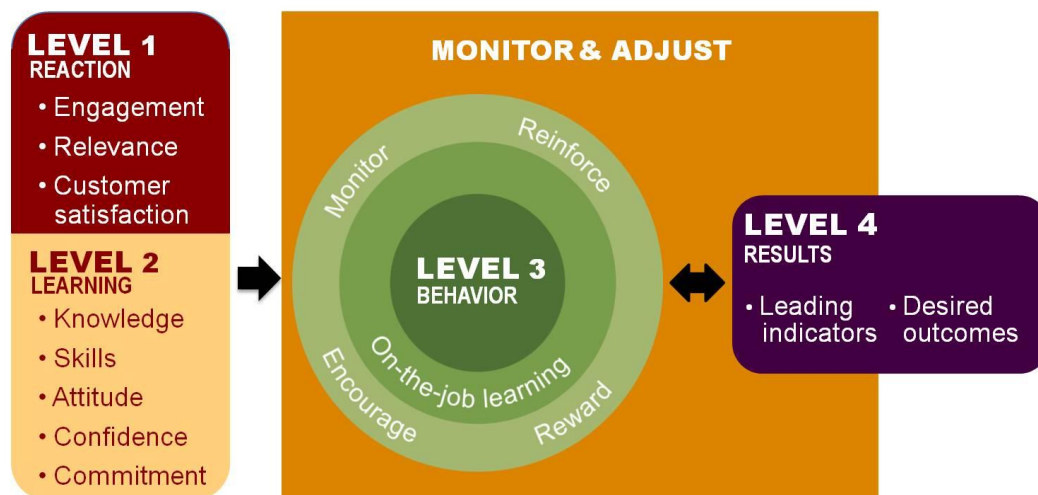 LEVEL 1
REACTION
• Engagement
• Relevance
• Customer
satisfaction
LEVEL 2
LEARNING
• Knowledge
• Skills
• Attitude
• Confidence
• Commitment
MONITOR & ADJUST
Monitor
Reinforce
LEVEL 3
BEHAVIOR
On-the-job learning
Encourage
Reward
LEVEL 4
RESULTS
• Leading
indicators
• Desired
outcomes